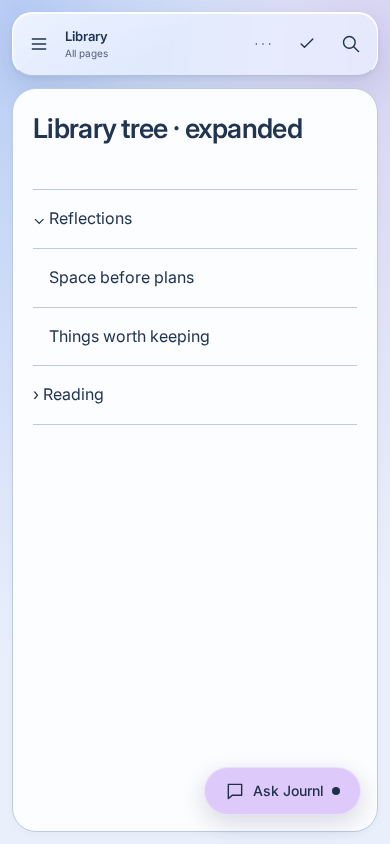 Library
All pages
Library tree · expanded
Reflections
Space before plans
Things worth keeping
› Reading
Ask Journl